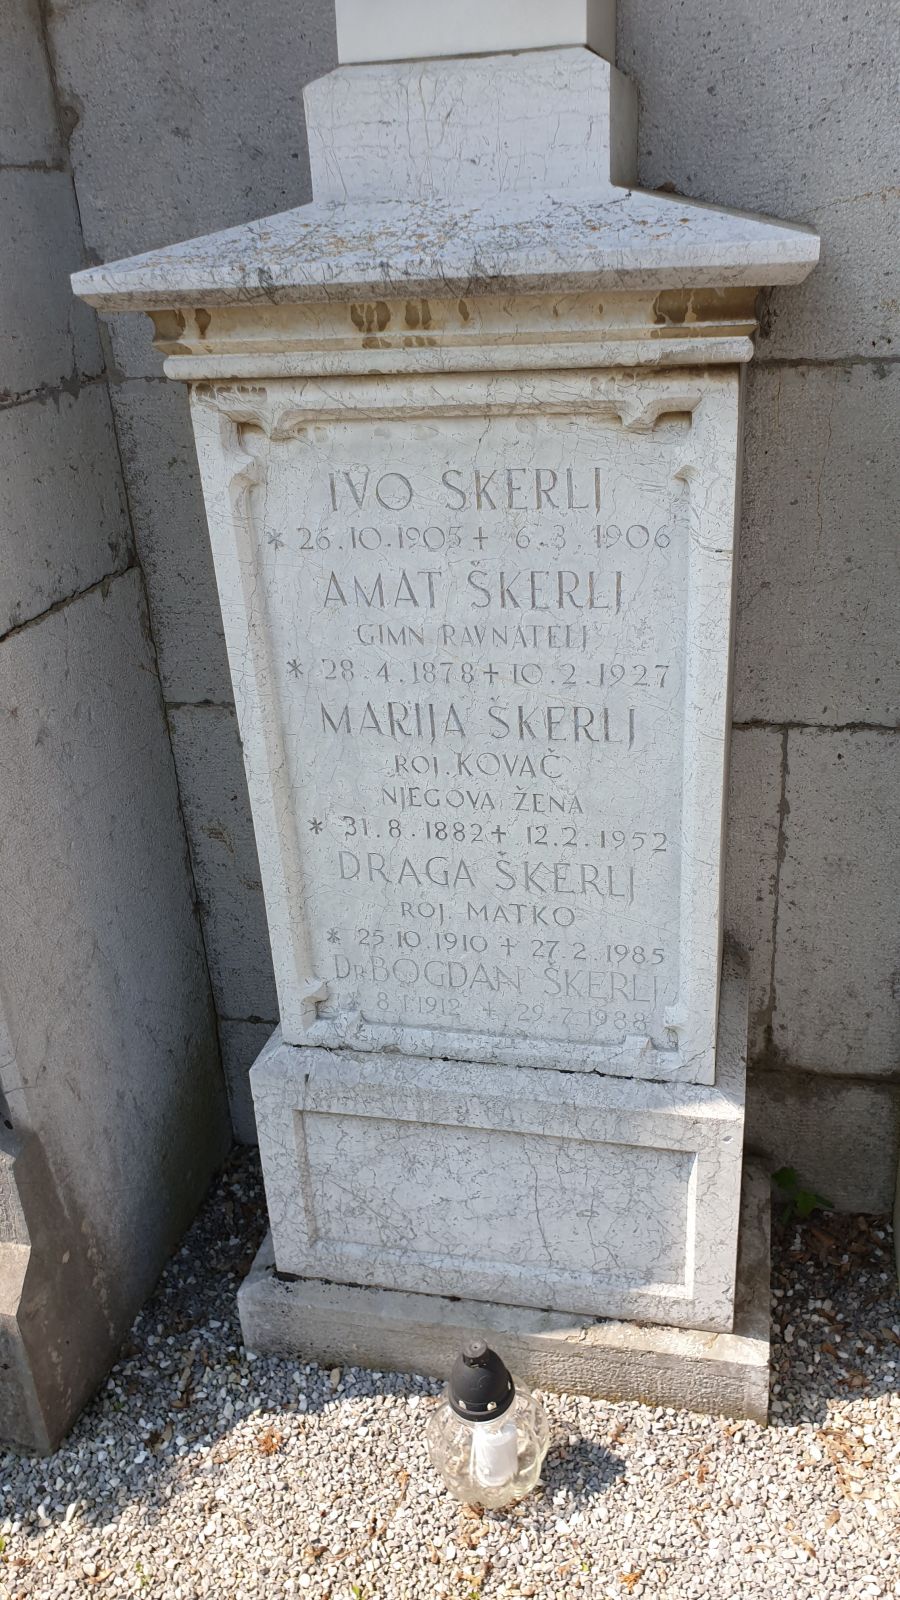 IVO ŠKERLJ
* 26.10.1905 + 6.3.1906
AMAT ŠKERLJ
GIMN. RAVNATELJ
* 28.4.1878 + 10.2.1927
MARIJA ŠKERLJ
ROJ. KOVAČ
NJEGOVA ŽENA
* 31.8.1882 + 12.2.1952
DRAGA ŠKERLJ
ROJ. MATKO
* 25.10.1910 + 27.2.1985
DR BOGDAN ŠKERLJ
* 8.1.1912 + 29.7.1988